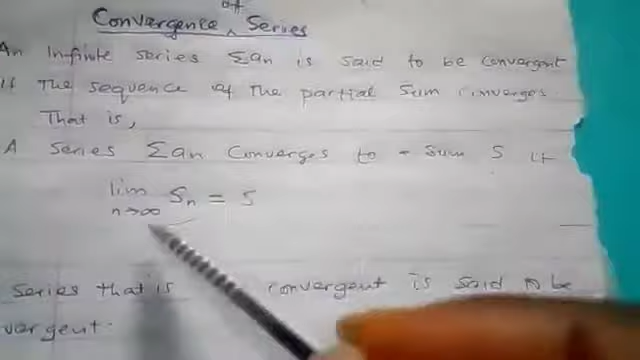 Convergence of Series
An Infinite series Σan is said to be convergent
if The sequence of The partial sum converges.
That is,
A series Σan converges to a sum S if
lim Sn = S
n→∞
series that is convergent is said to be
vergent.